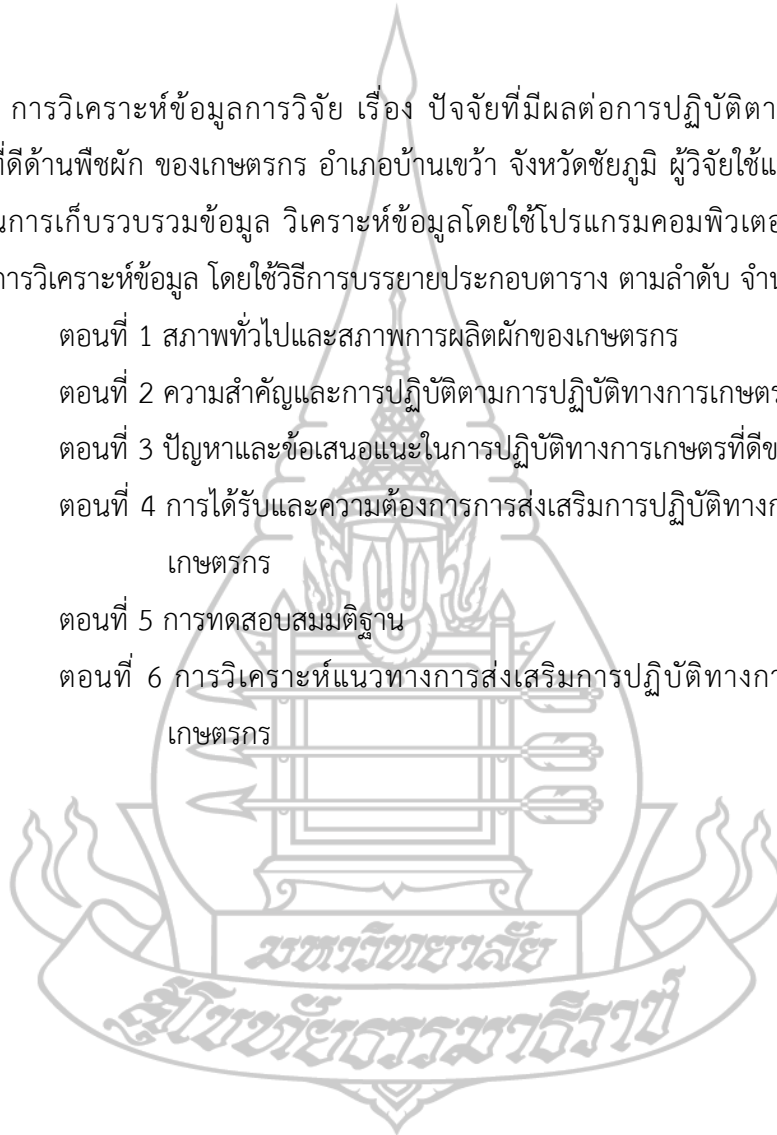 การวิเคราะห์ข้อมูลการวิจัย เรื่อง ปัจจัยที่มีผลต่อการปฏิบัติตา
ที่ดีด้านพืชผัก ของเกษตรกร อำเภอบ้านเขว้า จังหวัดชัยภูมิ ผู้วิจัยใช้แ
นการเก็บรวบรวมข้อมูล วิเคราะห์ข้อมูลโดยใช้โปรแกรมคอมพิวเตอ
การวิเคราะห์ข้อมูล โดยใช้วิธีการบรรยายประกอบตาราง ตามลำดับ จำน
ตอนที่ 1 สภาพทั่วไปและสภาพการผลิตผักของเกษตรกร
ตอนที่ 2 ความสำคัญและการปฏิบัติตามการปฏิบัติทางการเกษตร
ตอนที่ 3 ปัญหาและข้อเสนอแนะในการปฏิบัติทางการเกษตรที่ดีข
ตอนที่ 4 การได้รับและความต้องการการส่งเสริมการปฏิบัติทางก
เกษตรกร
ตอนที่ 5 การทดสอบสมมติฐาน
ตอนที่ 6 การวิเคราะห์แนวทางการส่งเสริมการปฏิบัติทางกา
เกษตรกร
มหาวิทยาลัย
สุโขทัยธรรมาธิราช